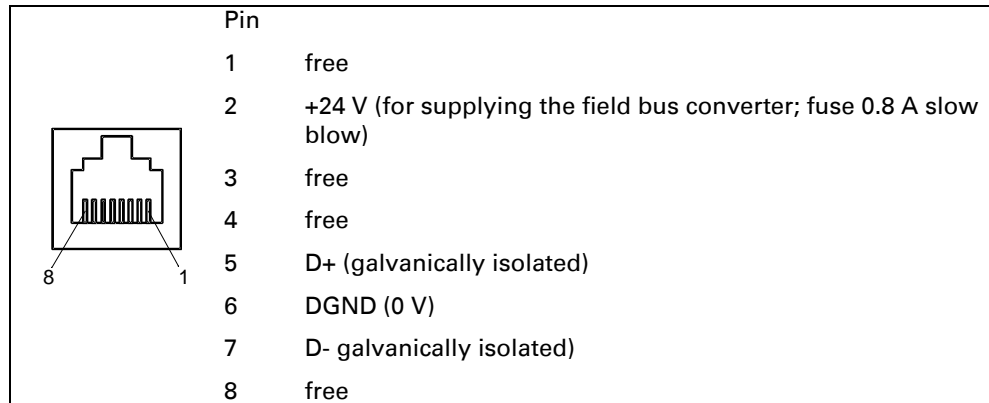 Pin
1 free
2 +24 V (for supplying the field bus converter; fuse 0.8 A slow
blow)
3 free
4 free
5 D+ (galvanically isolated)
8 1
6 DGND (0 V)
7 D- galvanically isolated)
8 free